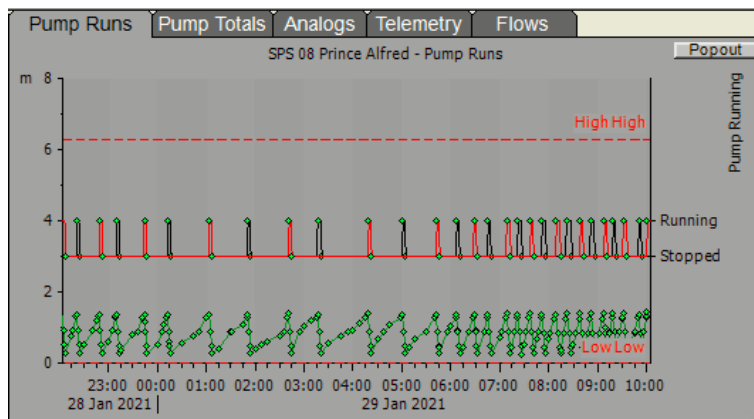 Pump Runs Pump Totals Analogs Telemetry Flows
SPS 08 Prince Alfred - Pump Runs
Popout
m
8
High High
6
Pump Running
4
Running
Stopped
2
Low Low
0
23:00 00:00 01:00 02:00 03:00 04:00 05:00 06:00 07:00 08:00 09:00 10:00
28 Jan 2021 29 Jan 2021